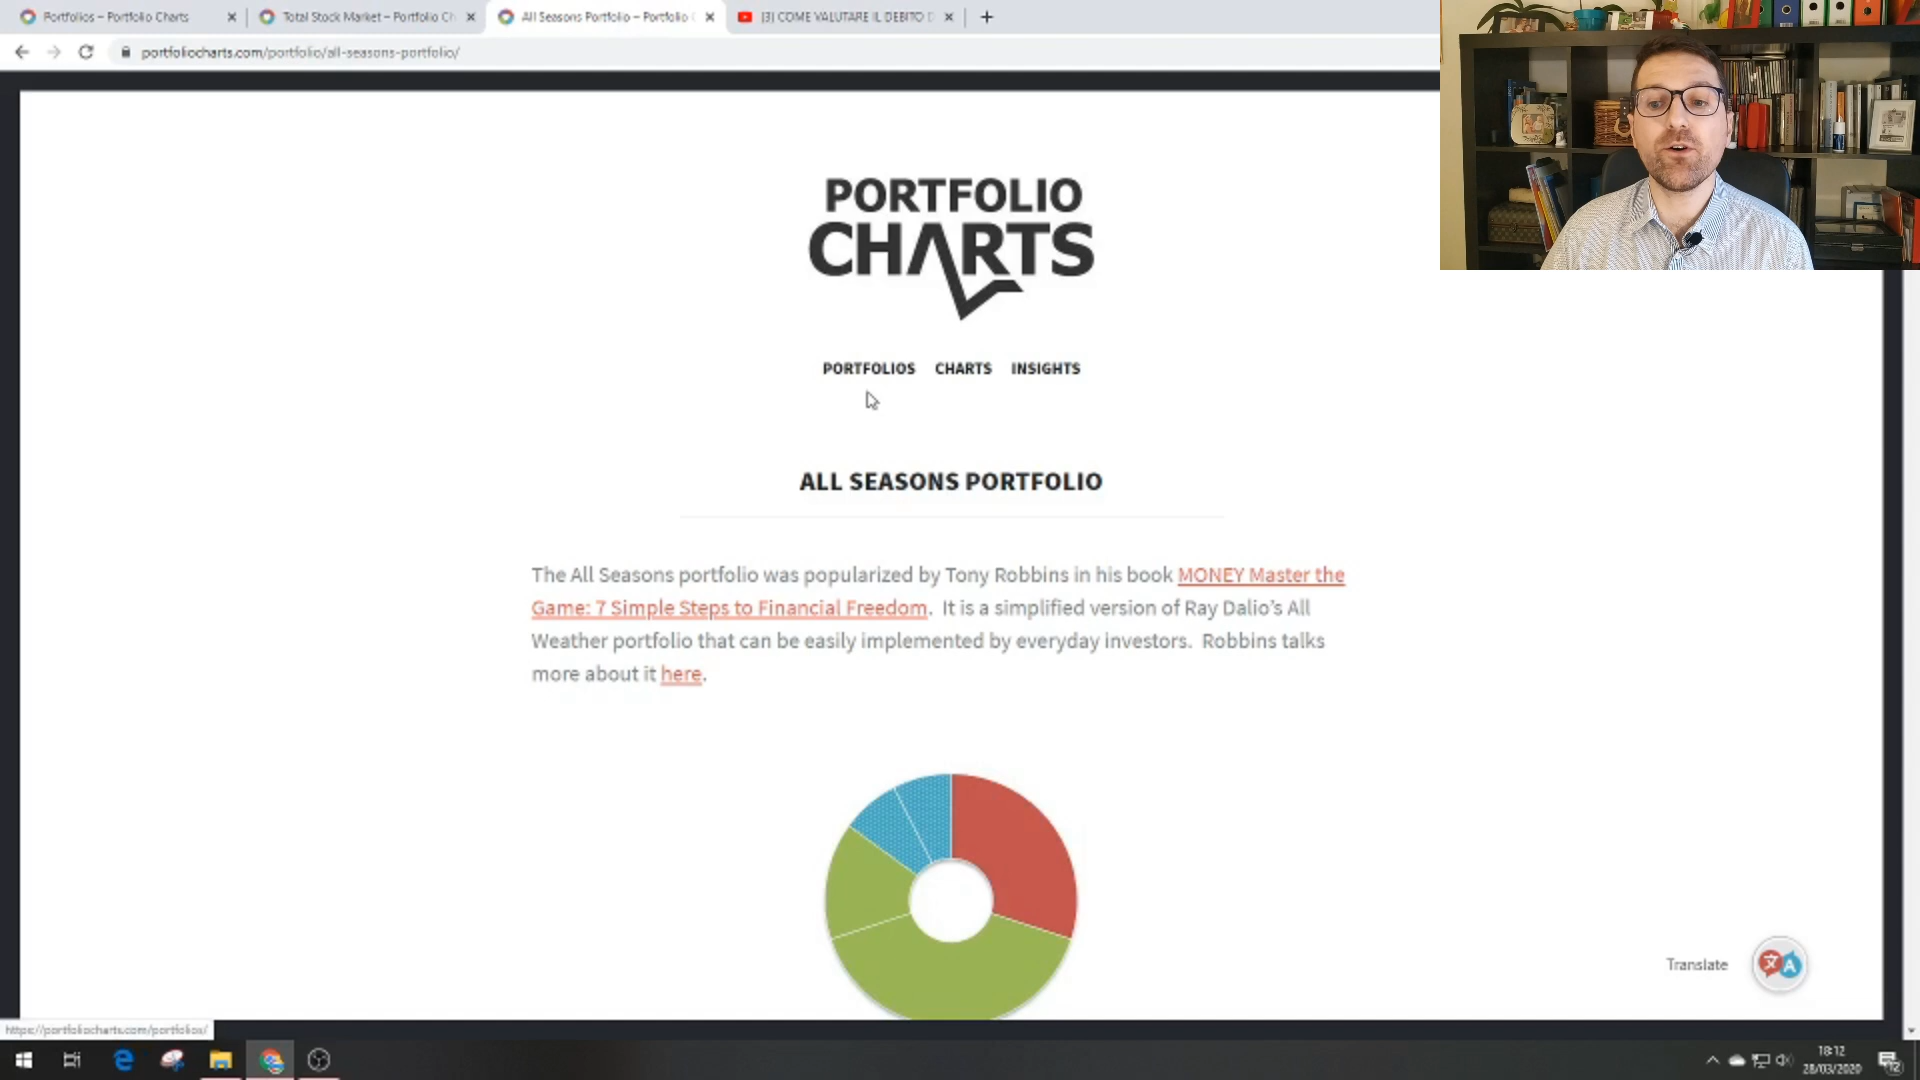 Portfolios – Portfolio Charts
Total Stock Market – Portfolio Ch
All Seasons Portfolio – Portfolio C
(3) COME VALUTARE IL DEBITO D
portfoliocharts.com/portfolio/all-seasons-portfolio/
PORTFOLIO
CHARTS
PORTFOLIOS CHARTS INSIGHTS
ALL SEASONS PORTFOLIO
The All Seasons portfolio was popularized by Tony Robbins in his book MONEY Master the
Game: 7 Simple Steps to Financial Freedom. It is a simplified version of Ray Dalio's All
Weather portfolio that can be easily implemented by everyday investors. Robbins talks
more about it here.
Translate
https://portfoliocharts.com/portfolios/
18:12
28/03/2020